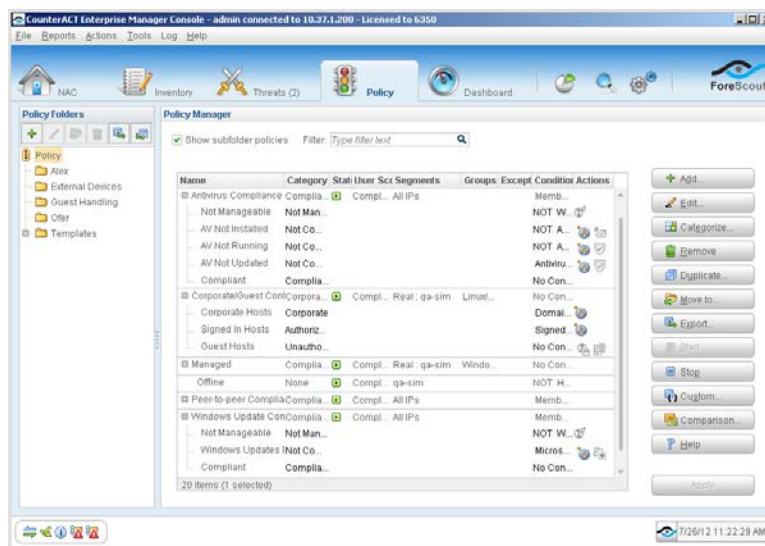 CounterACT Enterprise Manager Console - admin connected to 10.37.1.200 - Licensed to 6350
File Reports Actions Tools Log Help
NAC Inventory Threats (2) Policy Dashboard ForeScout
Policy Folders
Policy
Alex
External Devices
Guest Handling
Ofer
Templates
Policy Manager
Show subfolder policies Filter: Type filter text
Name Category Stat User Scr Segments Groups Except Condition Actions
Antivirus Compliance Complia... Compl... All IPs Memb...
Not Manageable Not Man... NOT W...
AV Not Installed Not Co... NOT A...
AV Not Running Not Co... NOT A...
AV Not Updated Not Co... Antiviru...
Compliant Complia... No Con...
Corporate/Guest Cont Corpora... Compl... Real : qa-sim Linux/... No Con...
Corporate Hosts Corporate Domai...
Signed In Hosts Authoriz... Signed...
Guest Hosts Unautho... No Con...
Managed Complia... Compl... Real : qa-sim Windo... No Con...
Offline None Compl... qa-sim NOT H...
Peer-to-peer Complia Complia... Compl... All IPs Memb...
Windows Update Con Complia... Compl... All IPs Memb...
Not Manageable Not Man... NOT W...
Windows Updates I Not Co... Micros...
Compliant Complia... No Con...
20 items (1 selected)
Add...
Edit...
Categorize...
Remove
Duplicate...
Move to...
Export...
Start
Stop
Custom...
Comparison...
Help
Apply
7/26/12 11:22:29 AM